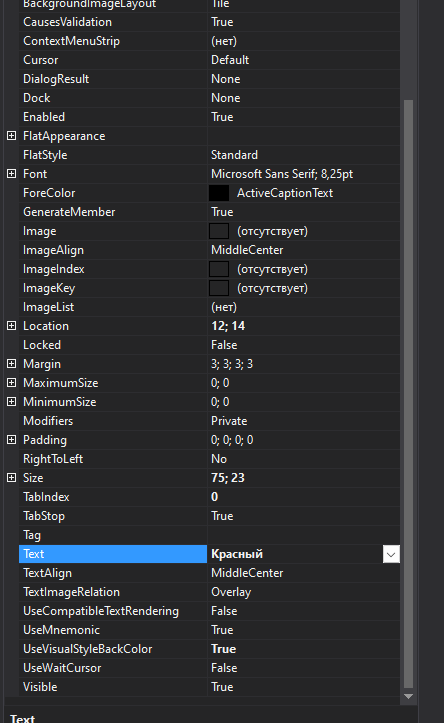 BackgroundImageLayout Tile
CausesValidation True
ContextMenuStrip (нет)
Cursor Default
DialogResult None
Dock None
Enabled True
FlatAppearance
FlatStyle Standard
Font Microsoft Sans Serif; 8,25pt
ForeColor ActiveCaptionText
GenerateMember True
Image (отсутствует)
ImageAlign MiddleCenter
ImageIndex (отсутствует)
ImageKey (отсутствует)
ImageList (нет)
Location 12; 14
Locked False
Margin 3; 3; 3; 3
MaximumSize 0; 0
MinimumSize 0; 0
Modifiers Private
Padding 0; 0; 0; 0
RightToLeft No
Size 75; 23
TabIndex 0
TabStop True
Tag
Text Красный
TextAlign MiddleCenter
TextImageRelation Overlay
UseCompatibleTextRendering False
UseMnemonic True
UseVisualStyleBackColor True
UseWaitCursor False
Visible True
Text